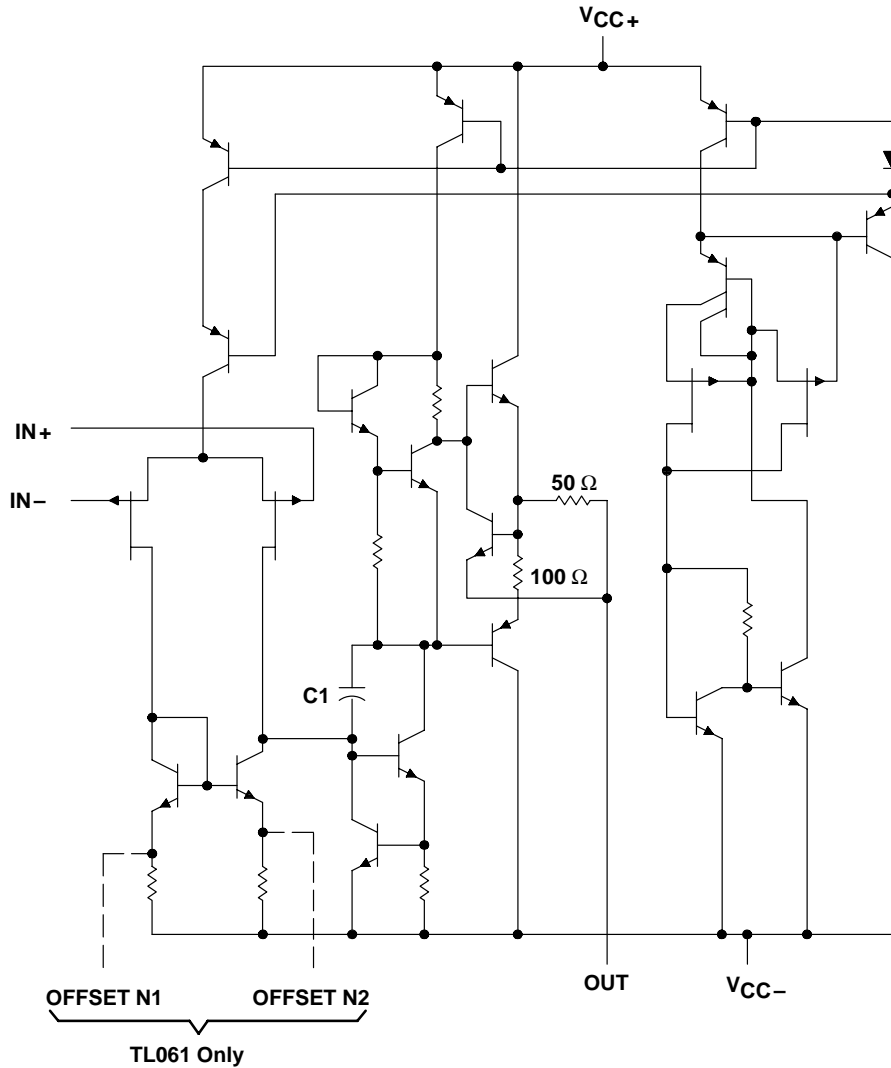 VCC+
IN+
IN−
50 Ω
100 Ω
C1
OFFSET N1
OFFSET N2
OUT
VCC−
TL061 Only